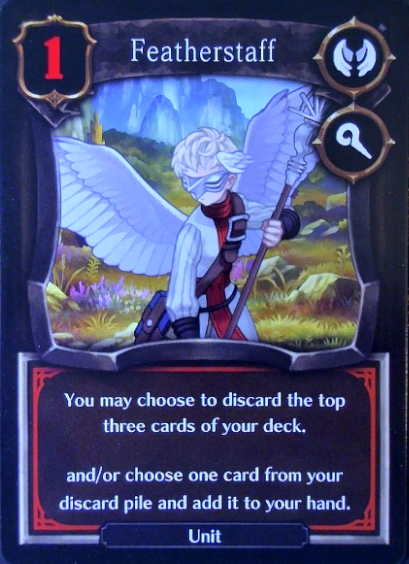 1
Featherstaff
You may choose to discard the top
three cards of your deck,
and/or choose one card from your
discard pile and add it to your hand.
Unit